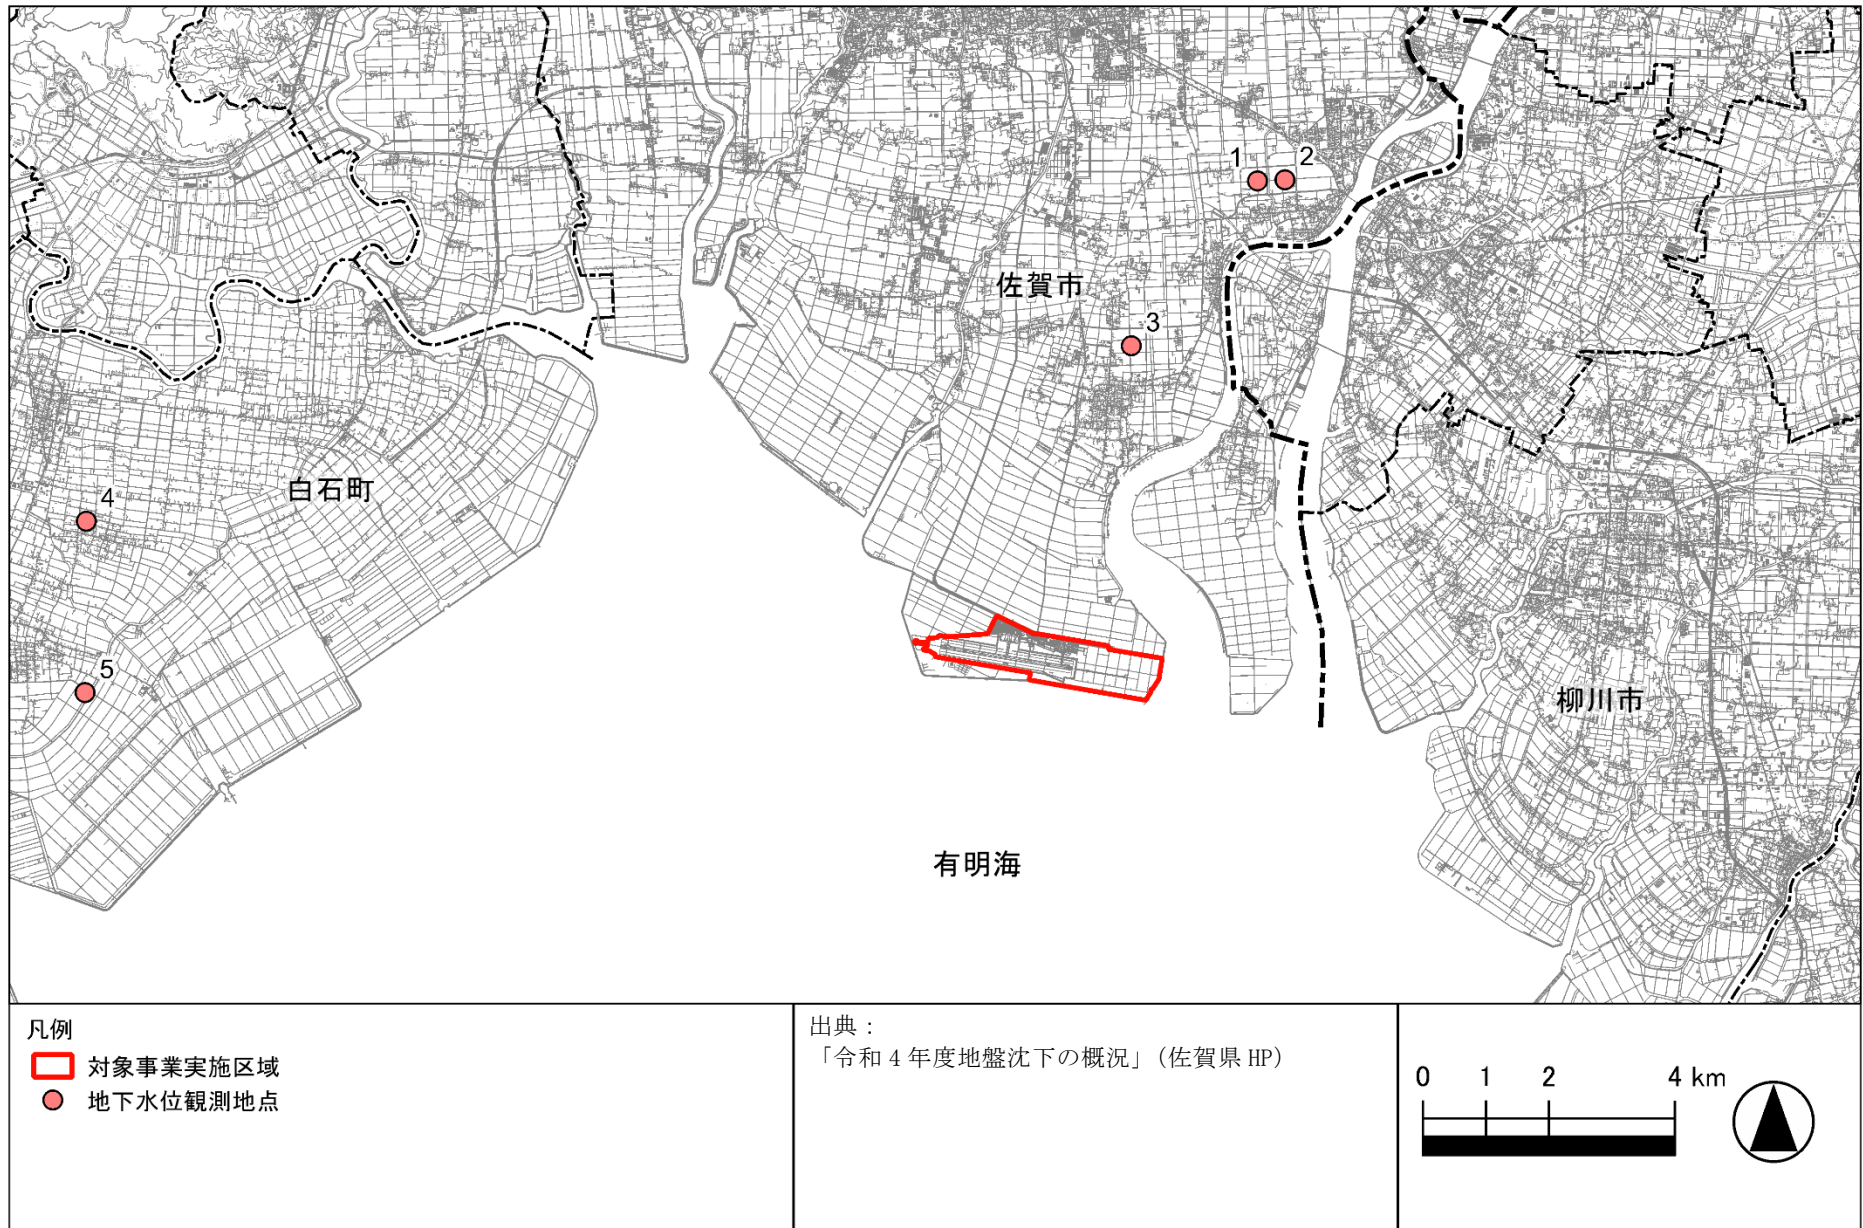 1
2
佐賀市
3
4
白石町
5
柳川市
有明海
凡例
対象事業実施区域
地下水位観測地点
出典：
「令和 4 年度地盤沈下の概況」（佐賀県 HP）
0 1 2 4 km